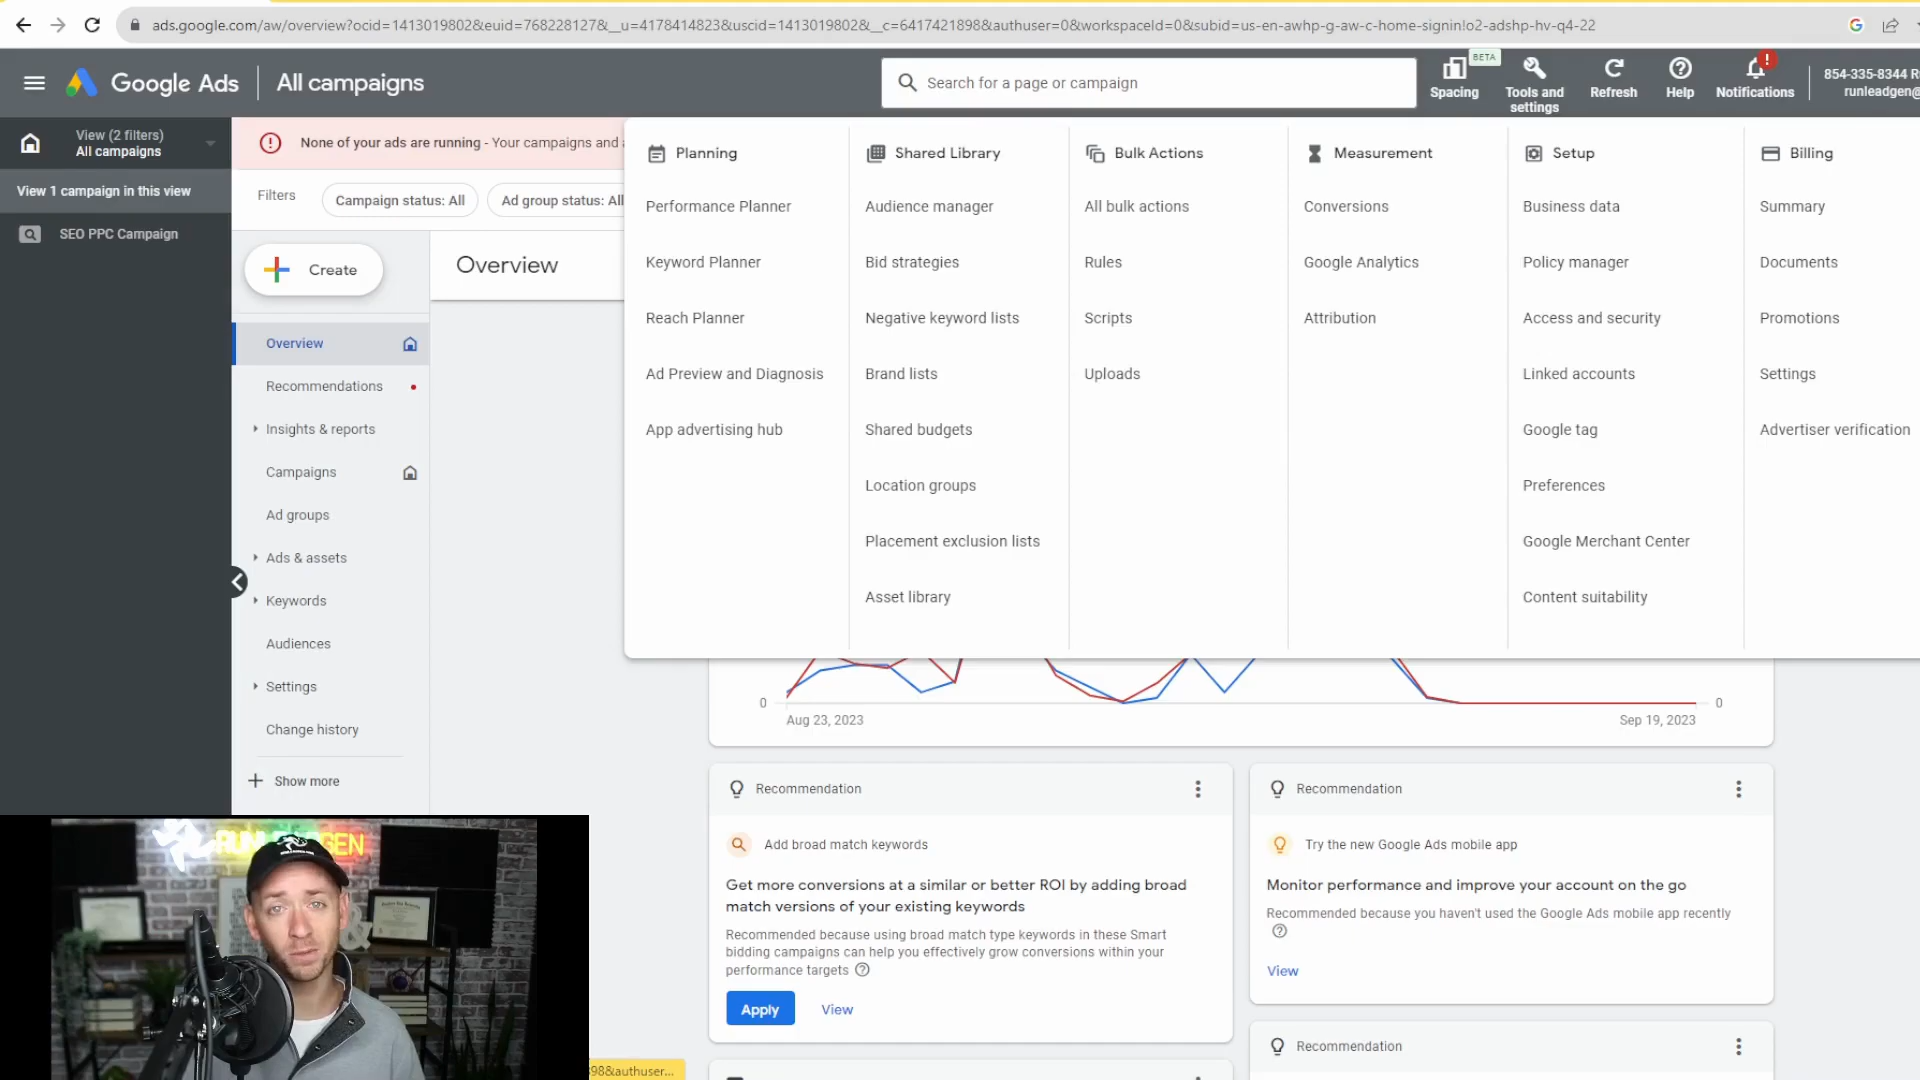 ads.google.com/aw/overview?ocid=1413019802&euid=768228127&__u=4178414823&uscid=1413019802&__c=6417421898&authuser=0&workspaceId=0&subid=us-en-awhp-g-aw-c-home-signin!o2-adshp-hv-q4-22
Google Ads
All campaigns
Search for a page or campaign
BETA
Spacing
Tools and
settings
Refresh
Help
Notifications
854-335-8344
runleadgen@
View (2 filters)
All campaigns
View 1 campaign in this view
SEO PPC Campaign
None of your ads are running - Your campaigns and
Filters
Campaign status: All
Ad group status: All
Create
Overview
Overview
Recommendations
Insights & reports
Campaigns
Ad groups
Ads & assets
Keywords
Audiences
Settings
Change history
Show more
Planning
Performance Planner
Keyword Planner
Reach Planner
Ad Preview and Diagnosis
App advertising hub
Shared Library
Audience manager
Bid strategies
Negative keyword lists
Brand lists
Shared budgets
Location groups
Placement exclusion lists
Asset library
Bulk Actions
All bulk actions
Rules
Scripts
Uploads
Measurement
Conversions
Google Analytics
Attribution
Setup
Business data
Policy manager
Access and security
Linked accounts
Google tag
Preferences
Google Merchant Center
Content suitability
Billing
Summary
Documents
Promotions
Settings
Advertiser verification
0
0
Aug 23, 2023
Sep 19, 2023
Recommendation
Add broad match keywords
Get more conversions at a similar or better ROI by adding broad
match versions of your existing keywords
Recommended because using broad match type keywords in these Smart
bidding campaigns can help you effectively grow conversions within your
performance targets
Apply
View
Recommendation
Try the new Google Ads mobile app
Monitor performance and improve your account on the go
Recommended because you haven't used the Google Ads mobile app recently
View
Recommendation
98&authuser...